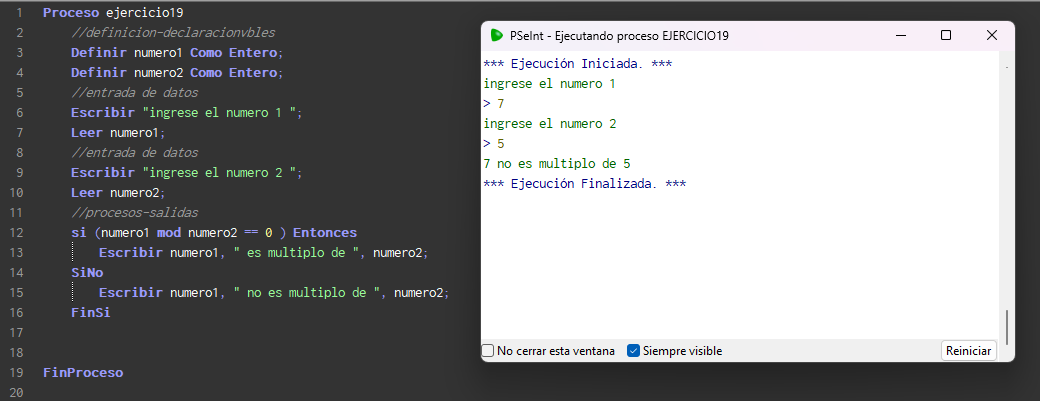 1 Proceso ejercicio19
2 //definicion-declaracionvbles
3 Definir numero1 Como Entero;
4 Definir numero2 Como Entero;
5 //entrada de datos
6 Escribir "ingrese el numero 1 ";
7 Leer numero1;
8 //entrada de datos
9 Escribir "ingrese el numero 2 ";
10 Leer numero2;
11 //procesos-salidas
12 si (numero1 mod numero2 == 0 ) Entonces
13 Escribir numero1, " es multiplo de ", numero2;
14 SiNo
15 Escribir numero1, " no es multiplo de ", numero2;
16 FinSi
17
18
19 FinProceso
20
PSeInt - Ejecutando proceso EJERCICIO19
*** Ejecución Iniciada. ***
ingrese el numero 1
> 7
ingrese el numero 2
> 5
7 no es multiplo de 5
*** Ejecución Finalizada. ***
No cerrar esta ventana
Siempre visible
Reiniciar